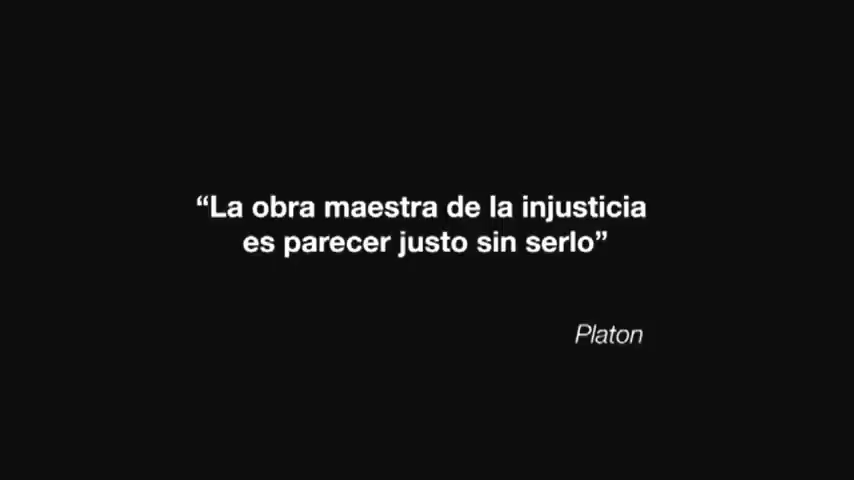 “La obra maestra de la injusticia
es parecer justo sin serlo”
Platon